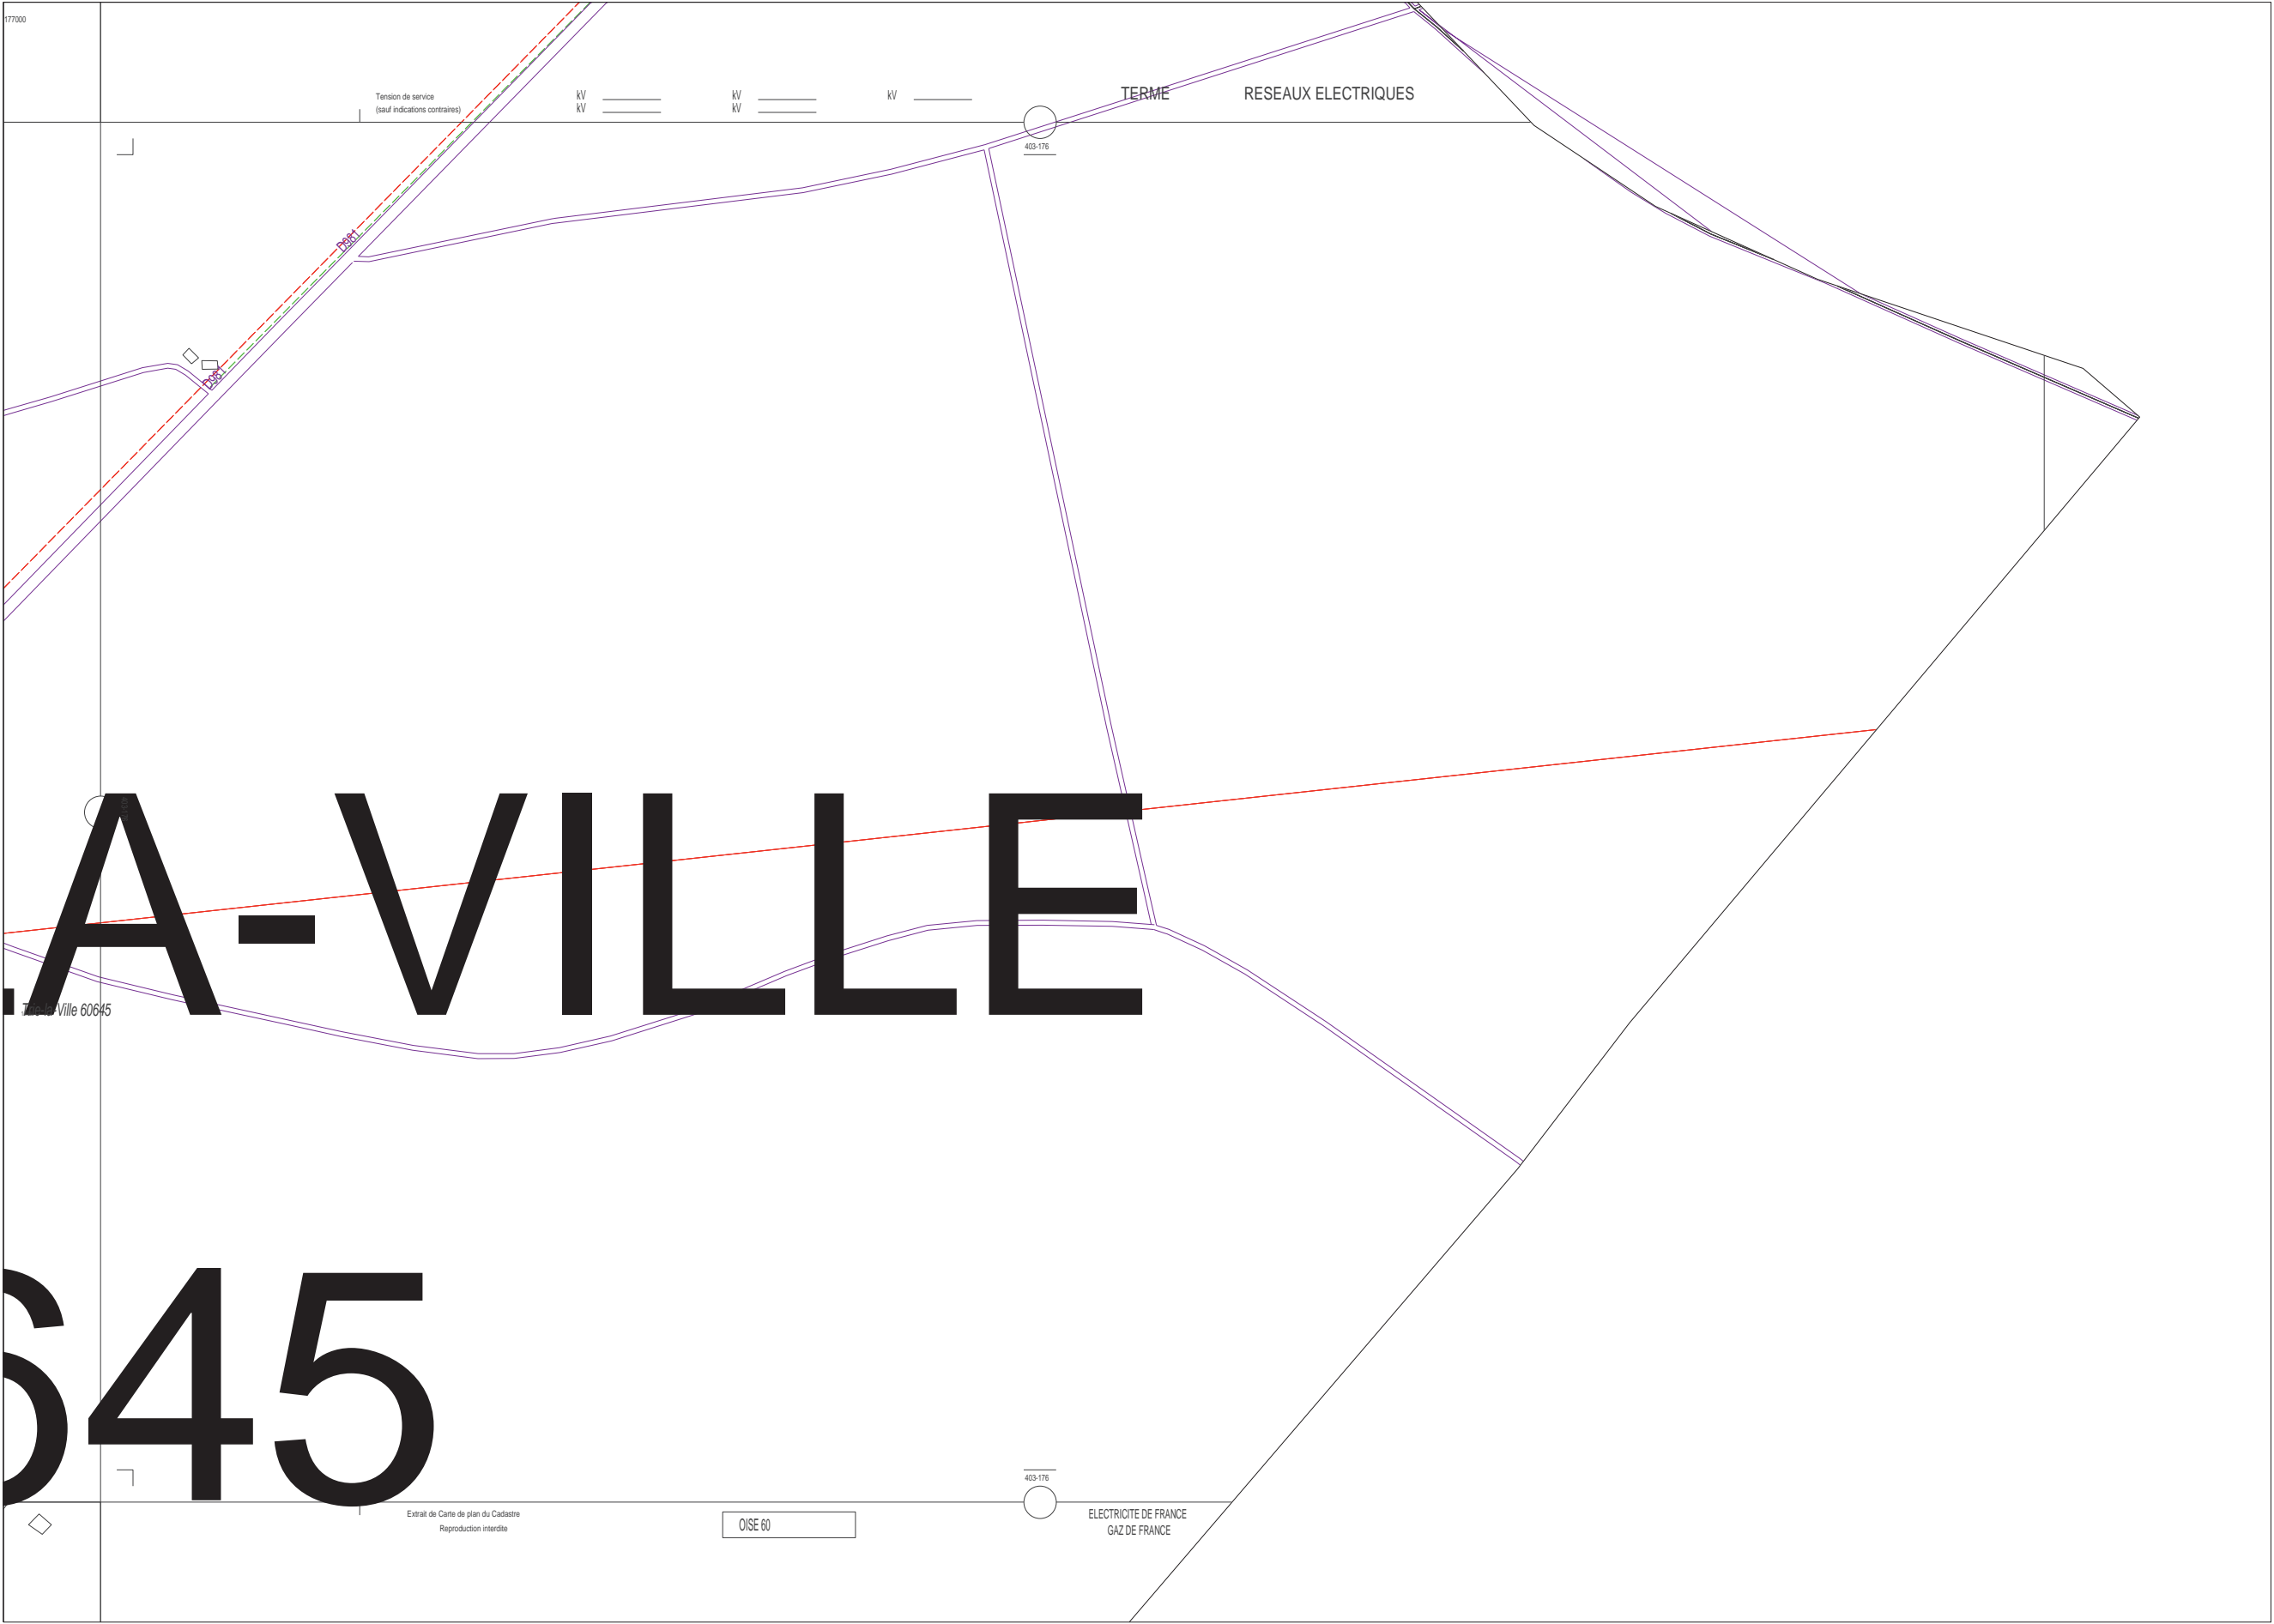 177000
Tension de service
(sauf indications contraires)
kV kV kV
kV kV
TERME RESEAUX ELECTRIQUES
403-176
D981
D981
A-VILLE
Trie-la-Ville 60645
645
403-176
Extrait de Carte de plan du Cadastre
Reproduction interdite
OISE 60
ELECTRICITE DE FRANCE
GAZ DE FRANCE